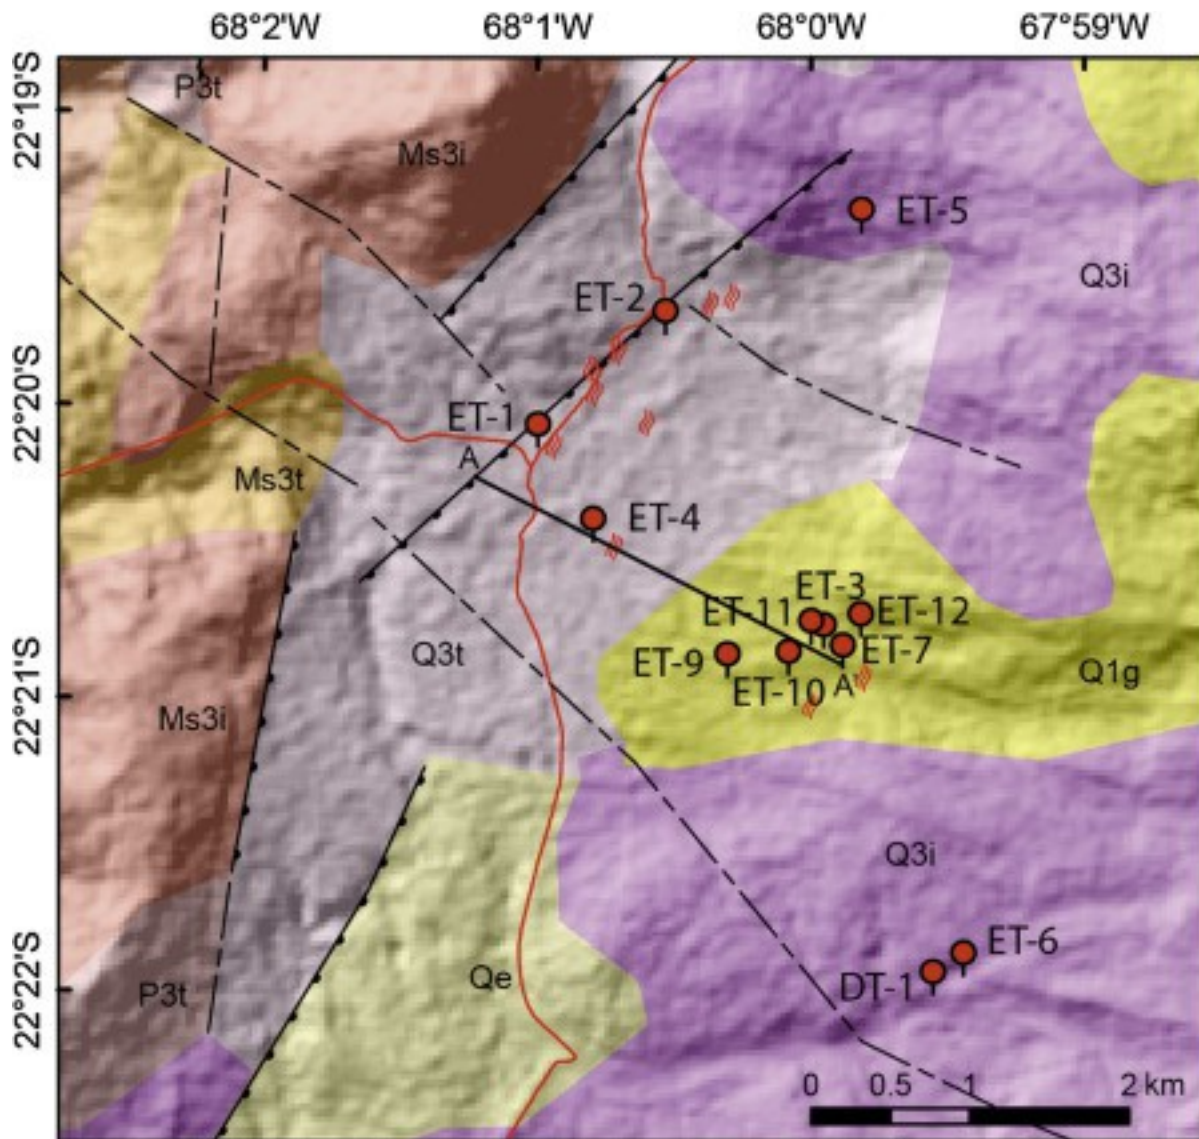 68°2'W 68°1'W 68°0'W 67°59'W
22°19'S
P3t
Ms3i
ET-5
Q3i
ET-2
22°20'S
ET-1
A
Ms3t
ET-4
ET-3
ET-11 ET-12
Q3t
ET-9 ET-7
ET-10 A'
Q1g
22°21'S
Ms3i
Q3i
ET-6
Qe
P3t
DT-1
22°22'S
0 0.5 1 2 km